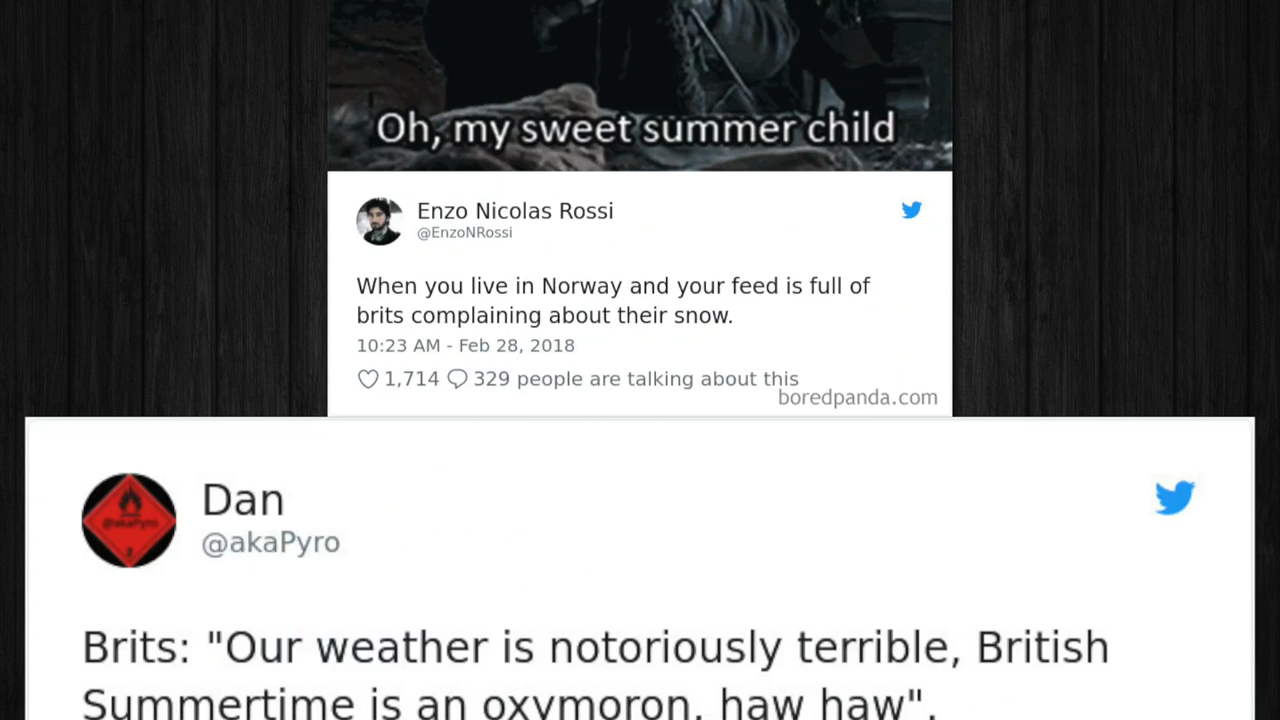 Oh, my sweet summer child
Enzo Nicolas Rossi
@EnzoNRossi
When you live in Norway and your feed is full of
brits complaining about their snow.
10:23 AM - Feb 28, 2018
1,714 329 people are talking about this
boredpanda.com
Dan
@akaPyro
@akaPyro
Brits: "Our weather is notoriously terrible, British
Summertime is an oxymoron, haw haw".